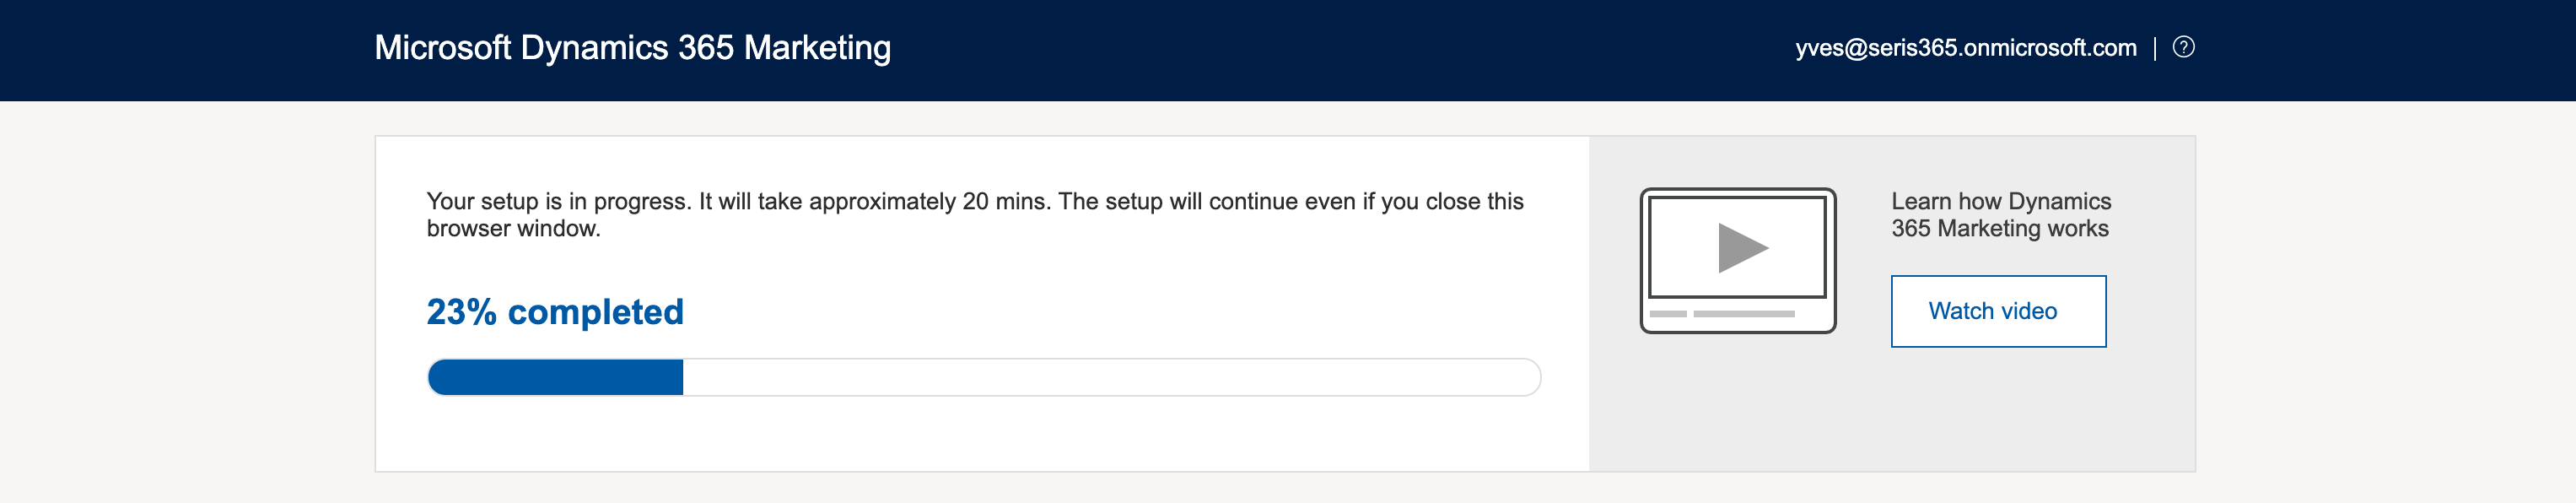 Microsoft Dynamics 365 Marketing
yves@seris365.onmicrosoft.com | ?
Your setup is in progress. It will take approximately 20 mins. The setup will continue even if you close this
browser window.
23% completed
Learn how Dynamics
365 Marketing works
Watch video